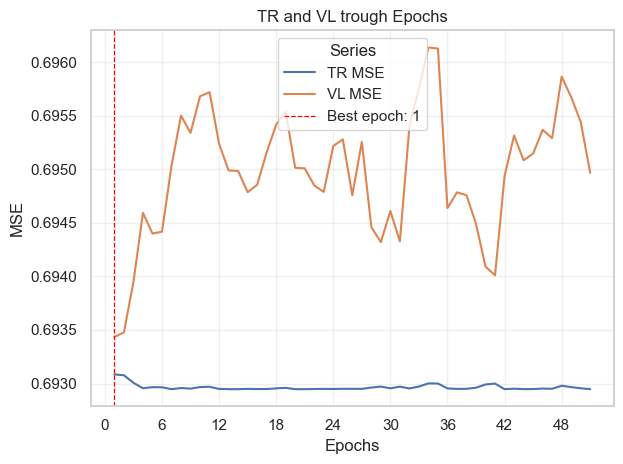 TR and VL trough Epochs
Series
TR MSE
VL MSE
Best epoch: 1
MSE
0.6960
0.6955
0.6950
0.6945
0.6940
0.6935
0.6930
0 6 12 18 24 30 36 42 48
Epochs